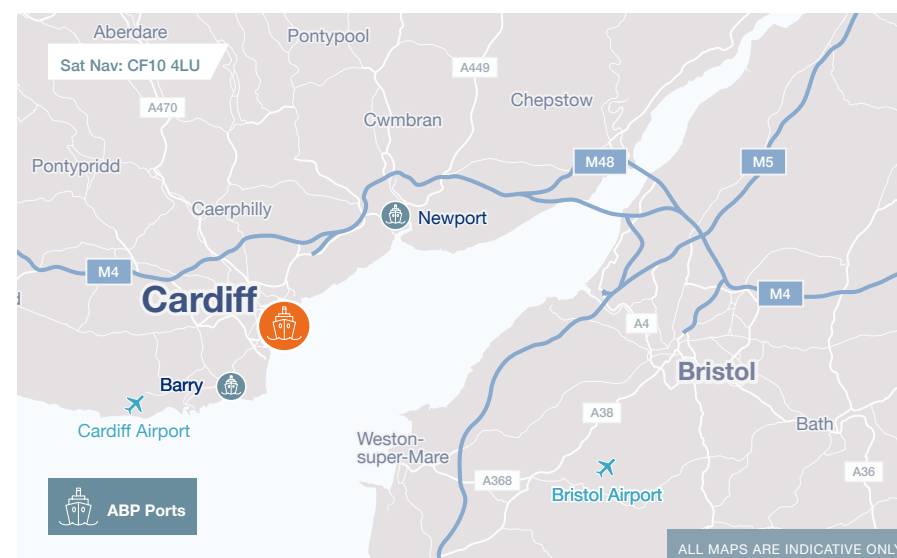 Aberdare
Pontypool
Sat Nav: CF10 4LU
A449
A470
Chepstow
Cwmbran
M48
M5
Pontypridd
Caerphilly
Newport
M4
Cardiff
M4
A4
Bristol
Barry
Cardiff Airport
A38
Bath
Weston-
super-Mare
A368
A36
Bristol Airport
ABP Ports
ALL MAPS ARE INDICATIVE ONLY